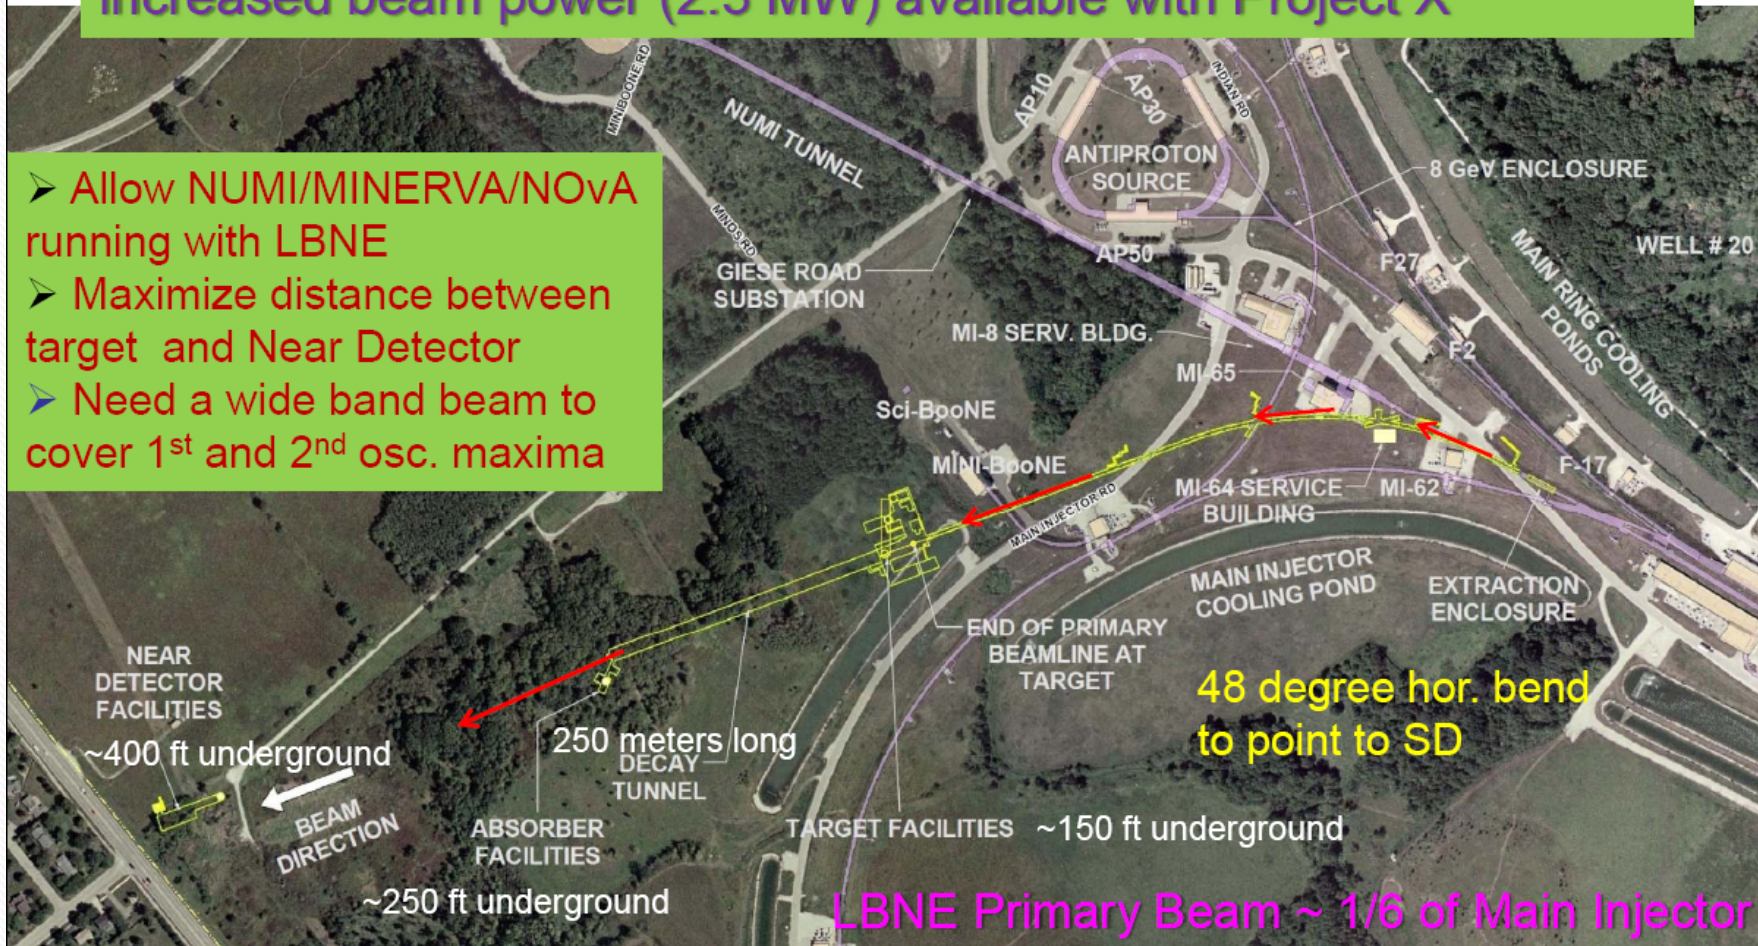 increased beam power (2.3 MW) available with Project X
➢ Allow NUMI/MINERVA/NOvA
running with LBNE
➢ Maximize distance between
target and Near Detector
➢ Need a wide band beam to
cover 1st and 2nd osc. maxima
MINIBOONE RD
NUMI TUNNEL
AP10
AP30
INDIAN RD
ANTIPROTON
SOURCE
8 GeV ENCLOSURE
MINOS RD
AP50
GIESE ROAD
SUBSTATION
F27
MAIN RING COOLING
PONDS
WELL # 20
MI-8 SERV. BLDG.
F2
MI-65
Sci-BooNE
MINI-BooNE
MAIN INJECTOR RD
MI-64 SERVICE
BUILDING
MI-62
F-17
MAIN INJECTOR
COOLING POND
EXTRACTION
ENCLOSURE
END OF PRIMARY
BEAMLINE AT
TARGET
48 degree hor. bend
to point to SD
NEAR
DETECTOR
FACILITIES
~400 ft underground
250 meters long
DECAY
TUNNEL
BEAM
DIRECTION
ABSORBER
FACILITIES
TARGET FACILITIES
~150 ft underground
~250 ft underground
LBNE Primary Beam ~ 1/6 of Main Injector